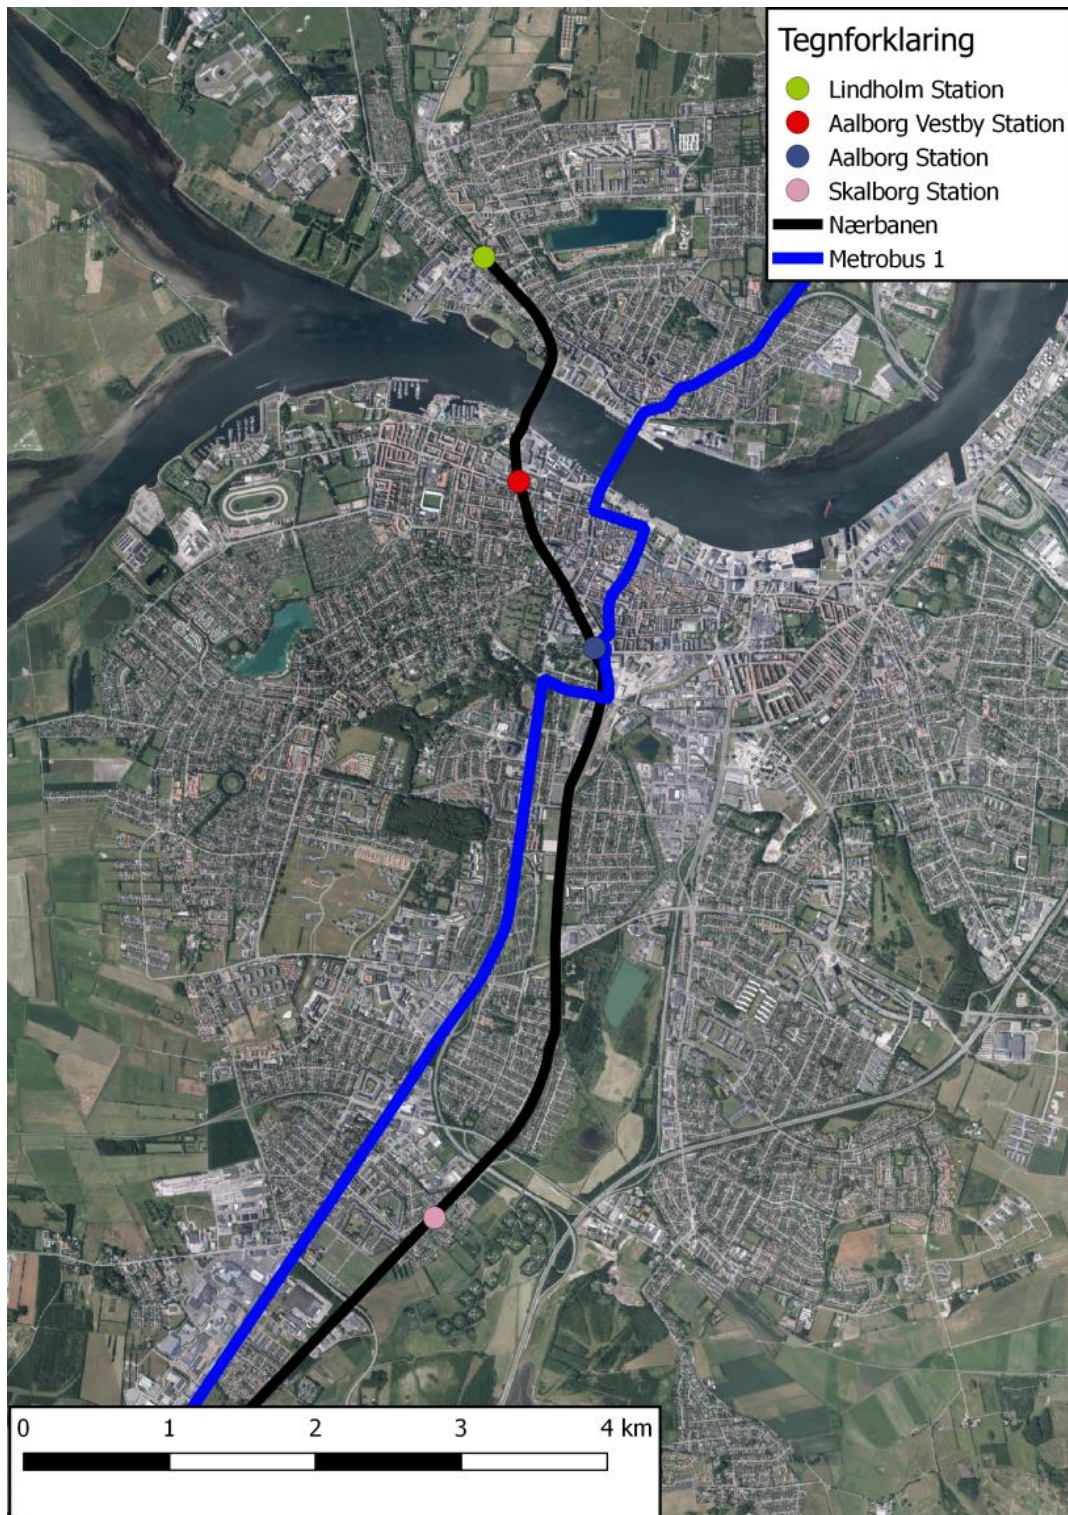 Tegnforklaring
Lindholm Station
Aalborg Vestby Station
Aalborg Station
Skalborg Station
Nærbanen
Metrobus 1
0 1 2 3 4 km